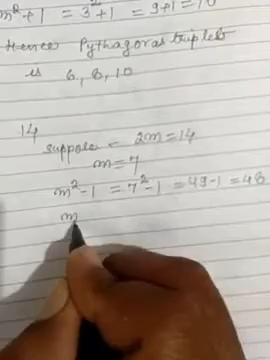 m²+1 = 3²+1 = 9+1 = 10
Hence Pythagoras triplet
is 6, 8, 10
14
suppose = 2m = 14
m = 7
m²-1 = 7²-1 = 49-1 = 48
m